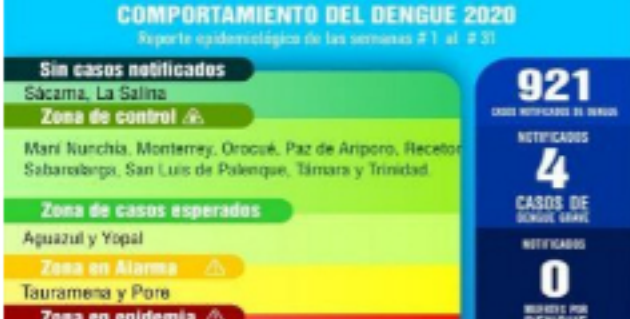 COMPORTAMIENTO DEL DENGUE 2020
Reporte epidemiológico de las semanas # 1 al # 31
Sin casos notificados
Sácama, La Salina
Zona de control
Maní Nunchía, Monterrey, Orocué, Paz de Ariporo, Recetor
Sabanalarga, San Luis de Palenque, Támara y Trinidad.
Zona de casos esperados
Aguazul y Yopal
Zona en Alarma
Tauramena y Pore
Zona en epidemia
921
CASOS NOTIFICADOS DE DENGUE
NOTIFICADOS
4
CASOS DE
DENGUE GRAVE
NOTIFICADOS
0
MUERTES POR
DENGUE